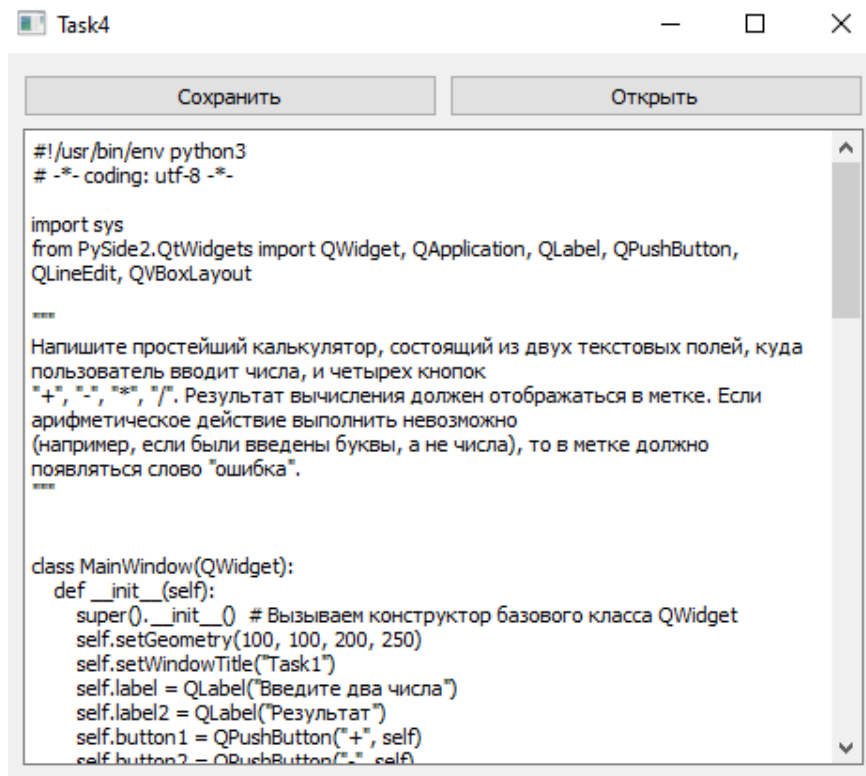 Task4
Сохранить Открыть
#!/usr/bin/env python3
# -*- coding: utf-8 -*-
import sys
from PySide2.QtWidgets import QWidget, QApplication, QLabel, QPushButton,
QLineEdit, QVBoxLayout
"""
Напишите простейший калькулятор, состоящий из двух текстовых полей, куда
пользователь вводит числа, и четырех кнопок
"+", "-", "*", "/". Результат вычисления должен отображаться в метке. Если
арифметическое действие выполнить невозможно
(например, если были введены буквы, а не числа), то в метке должно
появляться слово "ошибка".
"""
class MainWindow(QWidget):
def __init__(self):
super().__init__() # Вызываем конструктор базового класса QWidget
self.setGeometry(100, 100, 200, 250)
self.setWindowTitle("Task1")
self.label = QLabel("Введите два числа")
self.label2 = QLabel("Результат")
self.button1 = QPushButton("+", self)
self.button2 = QPushButton("-", self)